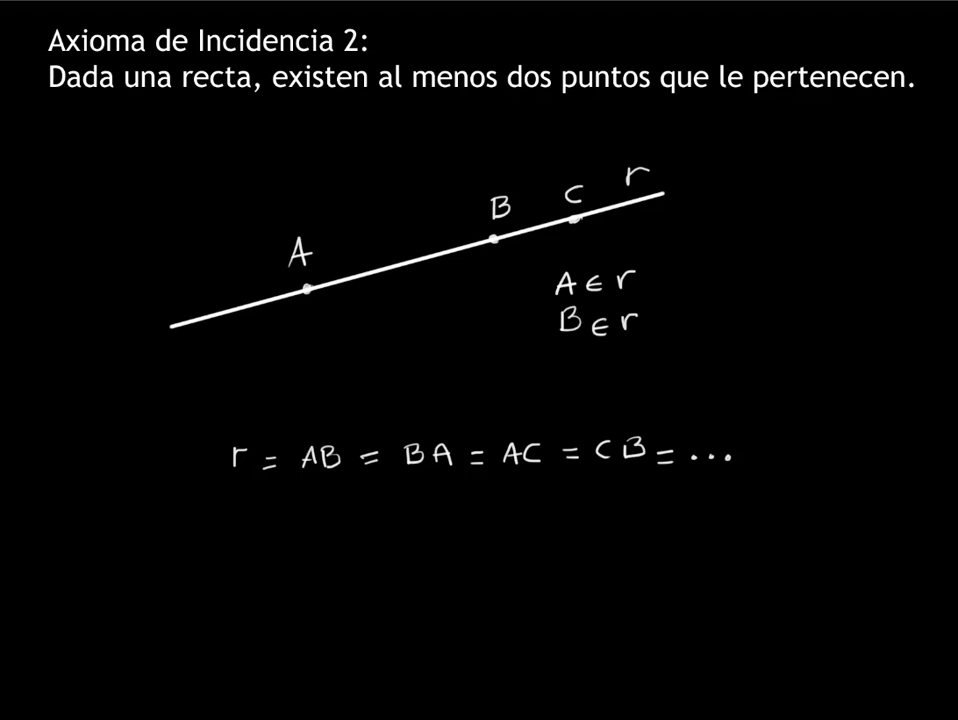 Axioma de Incidencia 2:
Dada una recta, existen al menos dos puntos que le pertenecen.
A
B
C
r
A ∈ r
B ∈ r
r = AB = BA = AC = CB = ...